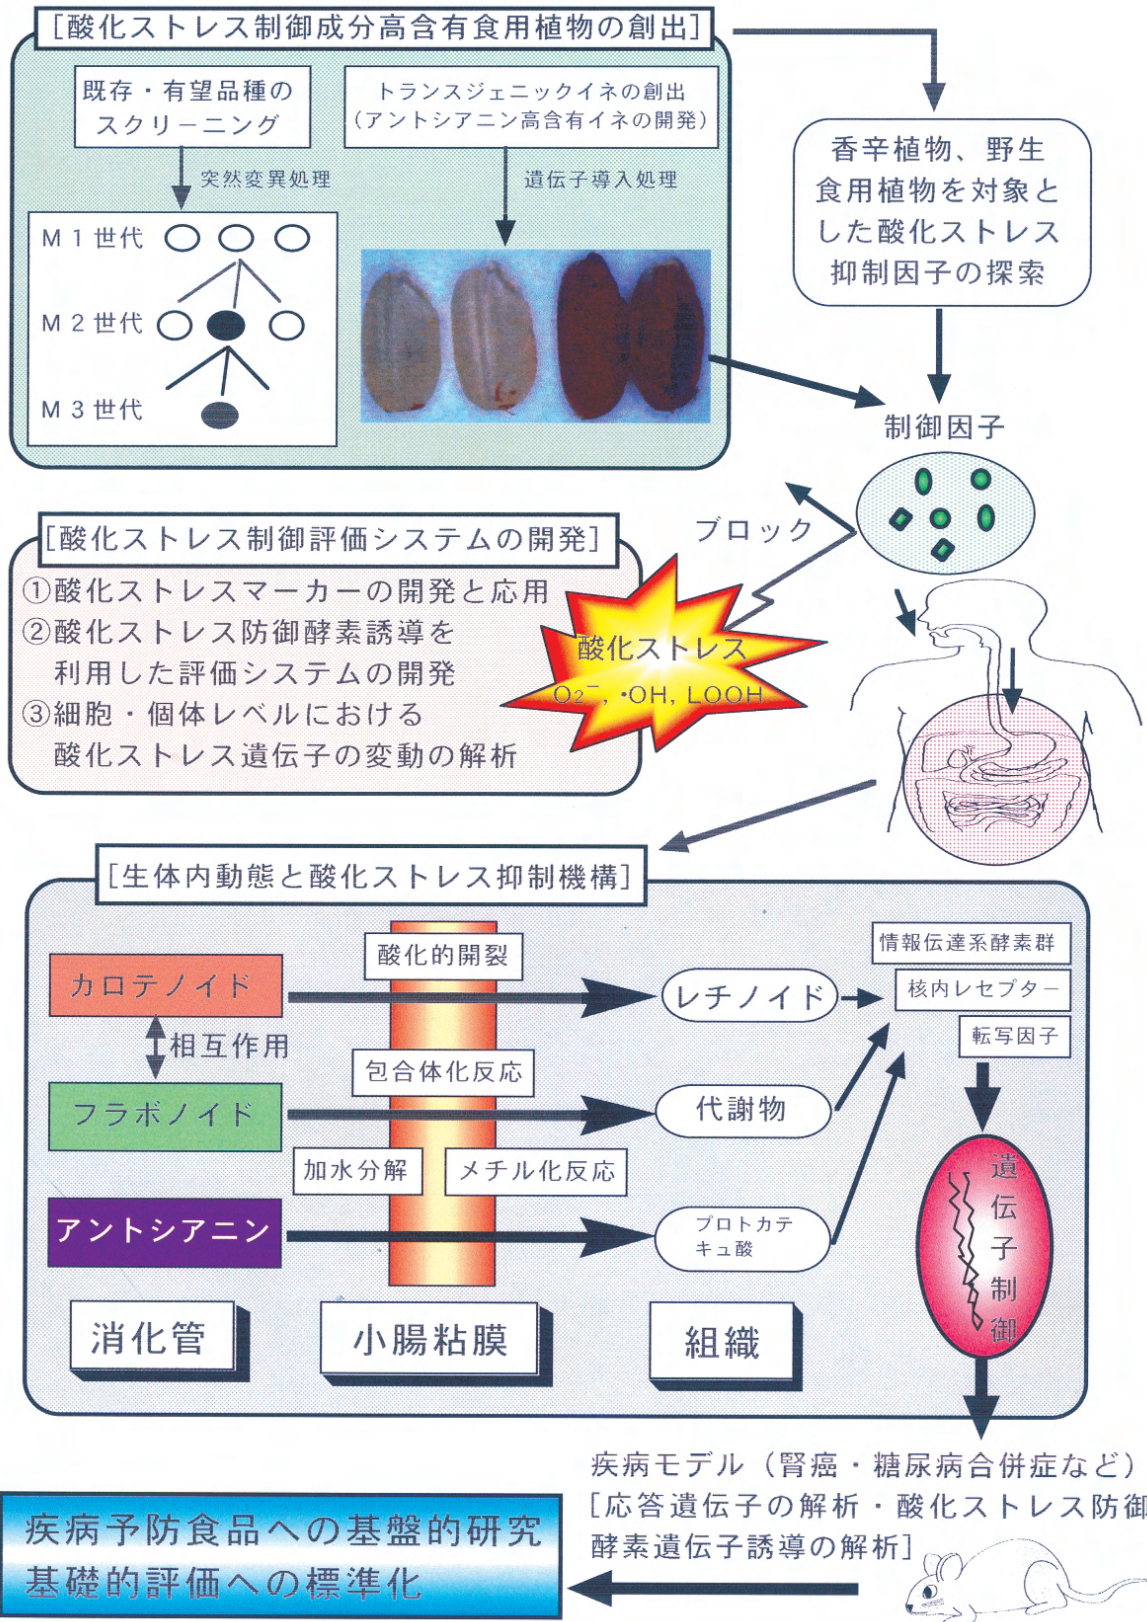 [酸化ストレス制御成分高含有食用植物の創出]
既存・有望品種の
スクリーニング
トランスジェニックイネの創出
(アントシアニン高含有イネの開発)
突然変異処理
遺伝子導入処理
M1世代
M2世代
M3世代
香辛植物、野生
食用植物を対象と
した酸化ストレス
抑制因子の探索
制御因子
ブロック
[酸化ストレス制御評価システムの開発]
①酸化ストレスマーカーの開発と応用
②酸化ストレス防御酵素誘導を
利用した評価システムの開発
③細胞・個体レベルにおける
酸化ストレス遺伝子の変動の解析
酸化ストレス
O₂⁻, •OH, LOOH
[生体内動態と酸化ストレス抑制機構]
カロテノイド
相互作用
フラボノイド
アントシアニン
酸化的開裂
包合体化反応
加水分解
メチル化反応
レチノイド
代謝物
プロトカテ
キュ酸
情報伝達系酵素群
核内レセプター
転写因子
遺伝子制御
消化管
小腸粘膜
組織
疾病モデル(腎癌・糖尿病合併症など)
[応答遺伝子の解析・酸化ストレス防御
酵素遺伝子誘導の解析]
疾病予防食品への基盤的研究
基礎的評価への標準化